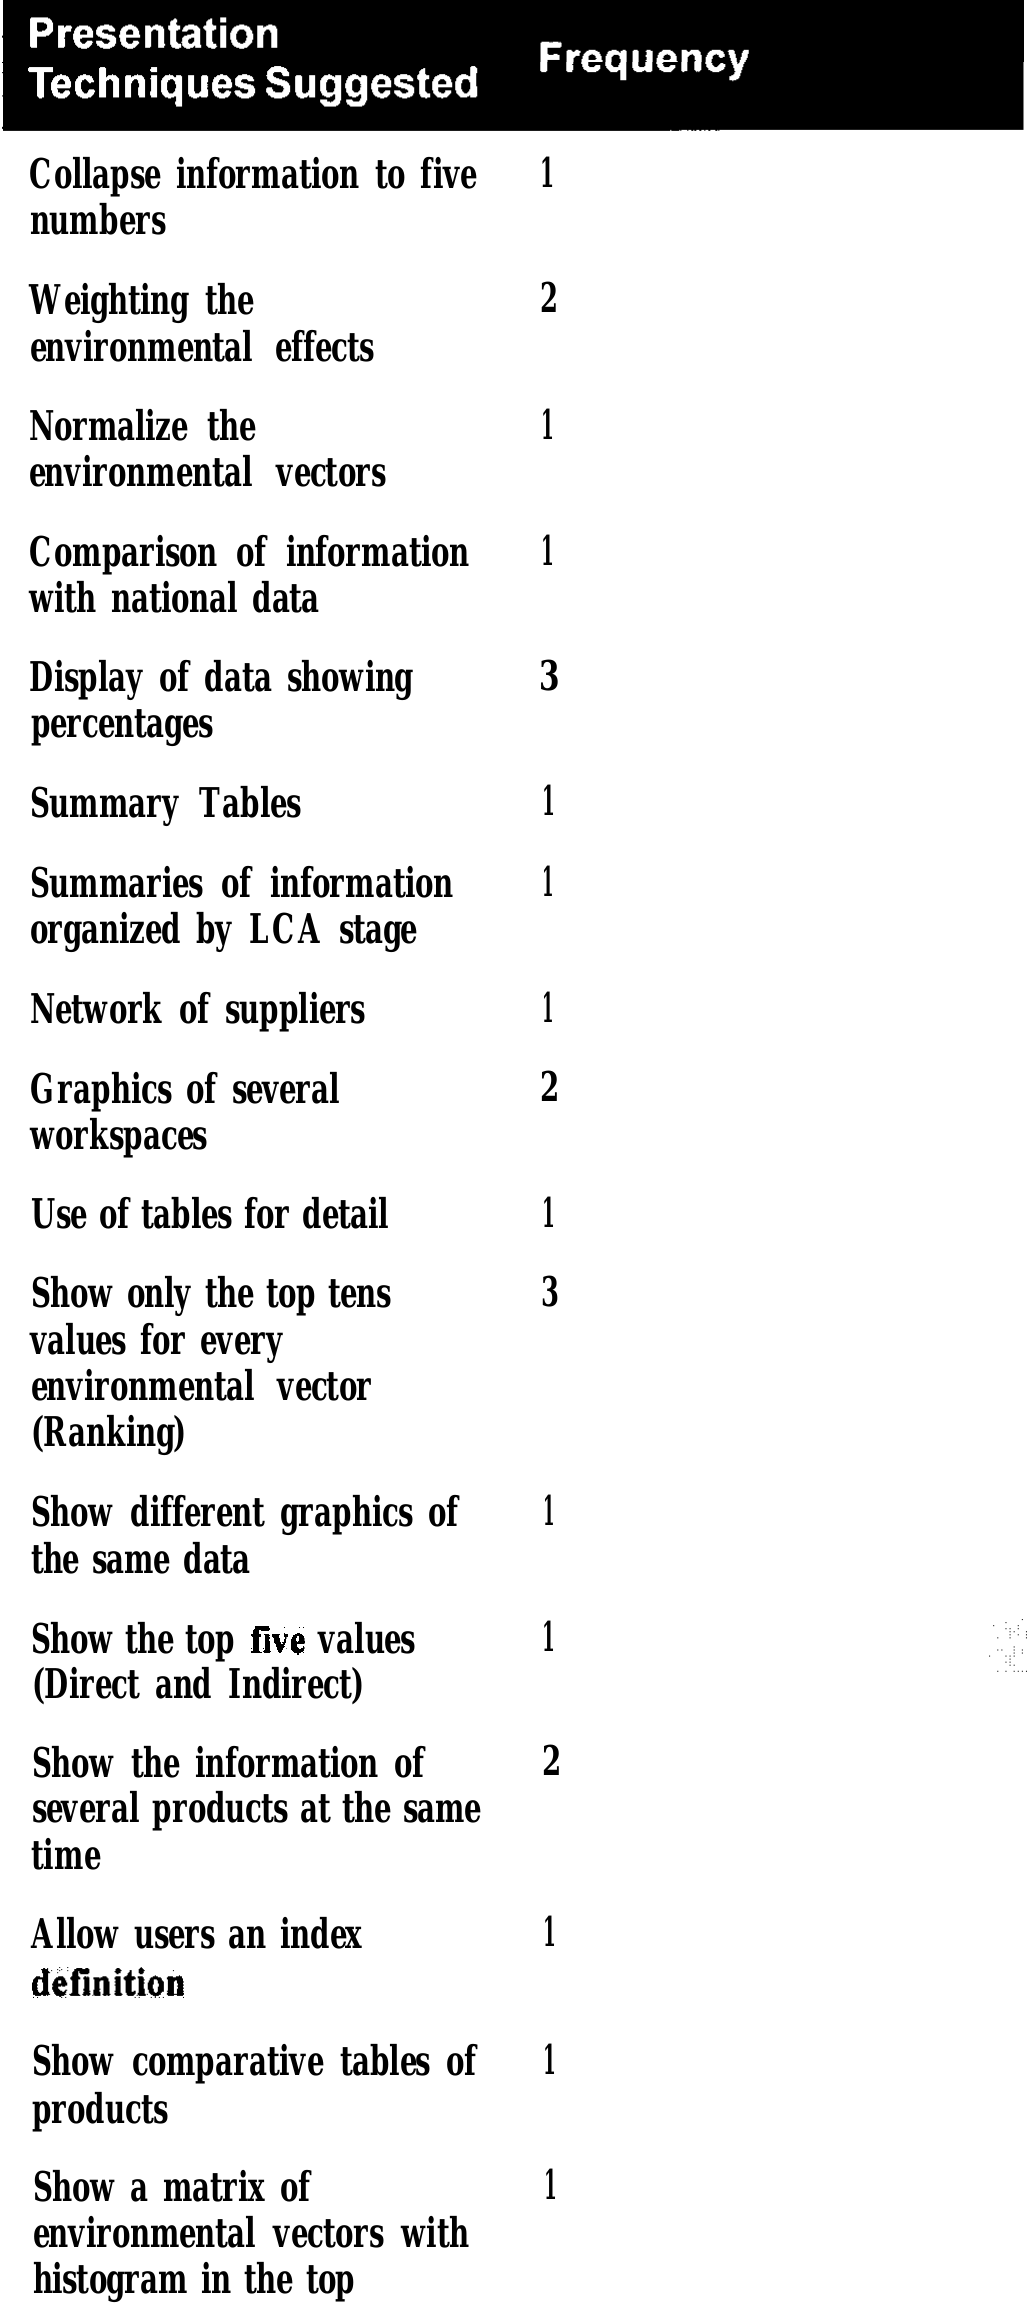 Presentation
Techniques Suggested Frequency
Collapse information to five 1
numbers
Weighting the 2
environmental effects
Normalize the 1
environmental vectors
Comparison of information 1
with national data
Display of data showing 3
percentages
Summary Tables 1
Summaries of information 1
organized by LCA stage
Network of suppliers 1
Graphics of several 2
workspaces
Use of tables for detail 1
Show only the top tens 3
values for every
environmental vector
(Ranking)
Show different graphics of 1
the same data
Show the top five values 1
(Direct and Indirect)
Show the information of 2
several products at the same
time
Allow users an index 1
definition
Show comparative tables of 1
products
Show a matrix of 1
environmental vectors with
histogram in the top